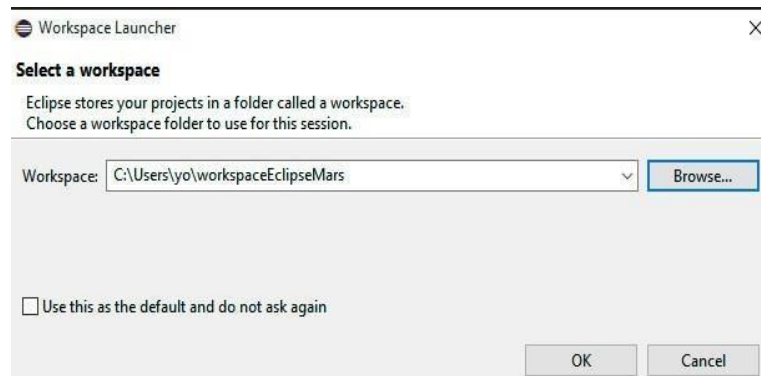 Workspace Launcher
Select a workspace
Eclipse stores your projects in a folder called a workspace.
Choose a workspace folder to use for this session.
Workspace: C:\Users\yo\workspaceEclipseMars Browse...
Use this as the default and do not ask again
OK Cancel